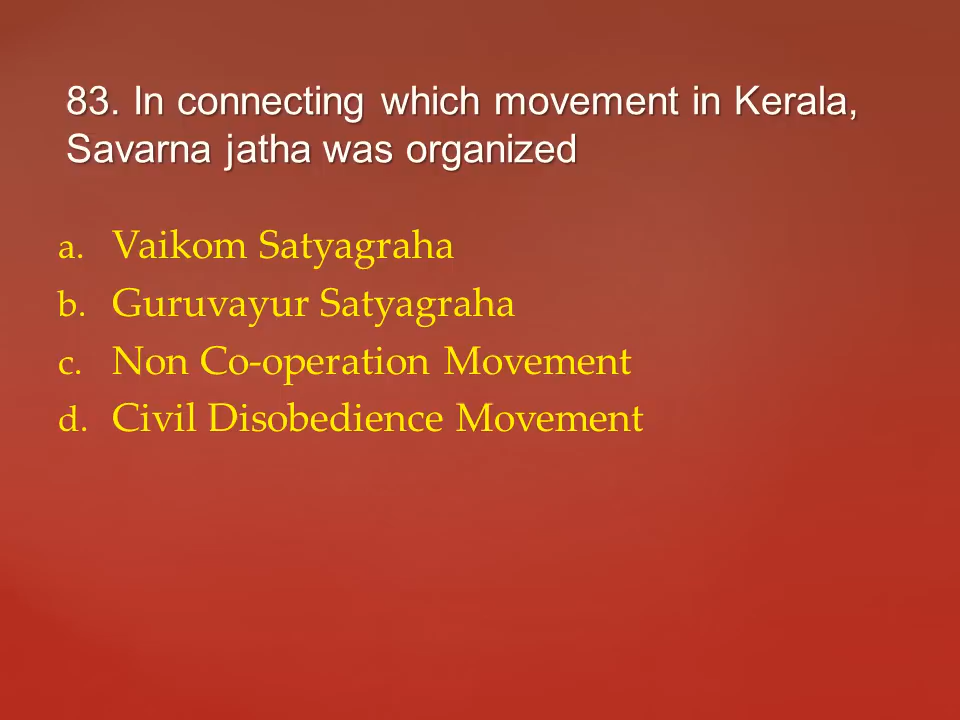 83. In connecting which movement in Kerala,
Savarna jatha was organized
a. Vaikom Satyagraha
b. Guruvayur Satyagraha
c. Non Co-operation Movement
d. Civil Disobedience Movement